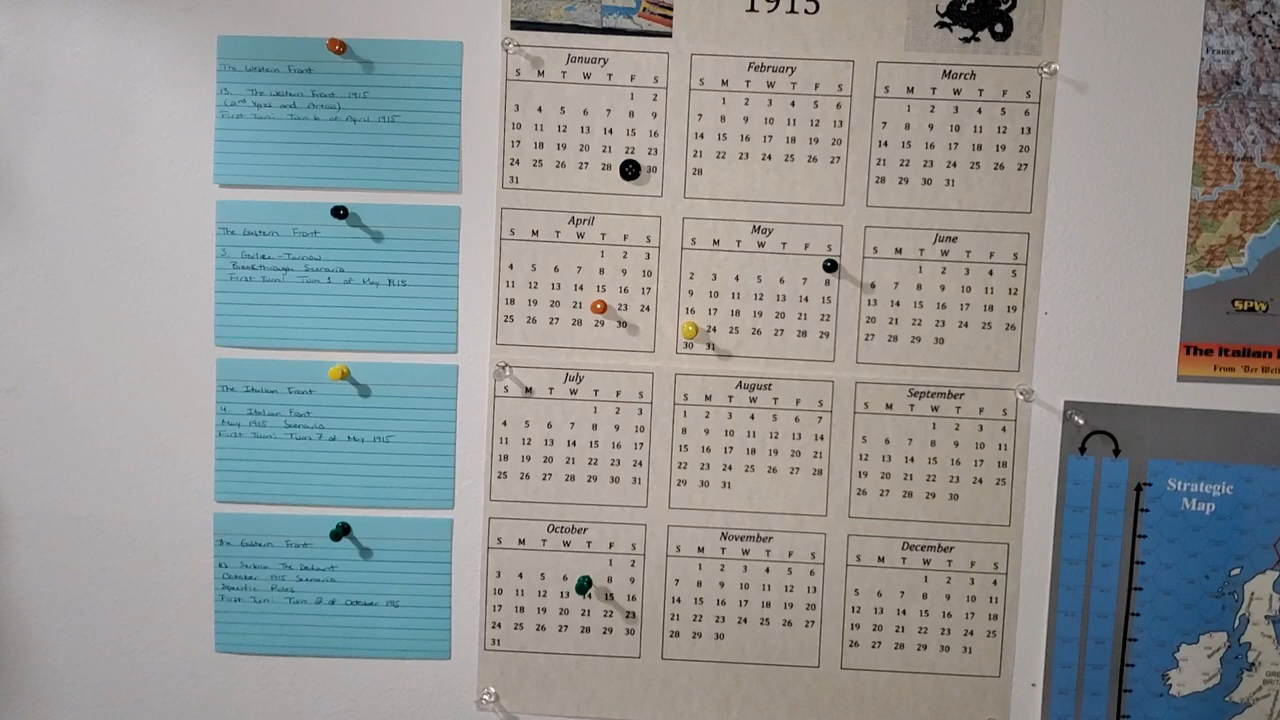 The Western Front
13. The Western Front 1915
(2nd Ypres and Artois)
First Turn: Turn 6 of April 1915
The Eastern Front
3. Gorlice-Tarnow
Breakthrough Scenario
First Turn: Turn 1 of May 1915
The Italian Front
4. Italian Front
May 1915 Scenario
First Turn: Turn 7 of May 1915
The Eastern Front
10. Serbia The Defiant
October 1915 Scenario
Specific Rules
First Turn: Turn 2 of October 1915
1915
January
S M T W T F S
1 2
3 4 5 6 7 8 9
10 11 12 13 14 15 16
17 18 19 20 21 22 23
24 25 26 27 28 30
31
February
S M T W T F S
1 2 3 4 5 6
7 8 9 10 11 12 13
14 15 16 17 18 19 20
21 22 23 24 25 26 27
28
March
S M T W T F S
1 2 3 4 5 6
7 8 9 10 11 12 13
14 15 16 17 18 19 20
21 22 23 24 25 26 27
28 29 30 31
April
S M T W T F S
1 2 3
4 5 6 7 8 9 10
11 12 13 14 15 16 17
18 19 20 21 23 24
25 26 27 28 29 30
May
S M T W T F S
2 3 4 5 6 7 8
9 10 11 12 13 14 15
16 17 18 19 20 21 22
24 25 26 27 28 29
30 31
June
S M T W T F S
1 2 3 4 5
6 7 8 9 10 11 12
13 14 15 16 17 18 19
20 21 22 23 24 25 26
27 28 29 30
July
S M T W T F S
1 2 3
4 5 6 7 8 9 10
11 12 13 14 15 16 17
18 19 20 21 22 23 24
25 26 27 28 29 30 31
August
S M T W T F S
1 2 3 4 5 6 7
8 9 10 11 12 13 14
15 16 17 18 19 20 21
22 23 24 25 26 27 28
29 30 31
September
S M T W T F S
1 2 3 4
5 6 7 8 9 10 11
12 13 14 15 16 17 18
19 20 21 22 23 24 25
26 27 28 29 30
October
S M T W T F S
1 2
3 4 5 6 8 9
10 11 12 13 14 15 16
17 18 19 20 21 22 23
24 25 26 27 28 29 30
31
November
S M T W T F S
1 2 3 4 5 6
7 8 9 10 11 12 13
14 15 16 17 18 19 20
21 22 23 24 25 26 27
28 29 30
December
S M T W T F S
1 2 3 4
5 6 7 8 9 10 11
12 13 14 15 16 17 18
19 20 21 22 23 24 25
26 27 28 29 30 31
France
France
SPW
The Italian
From 'Der Welt
Strategic
Map
GRE
BRITA